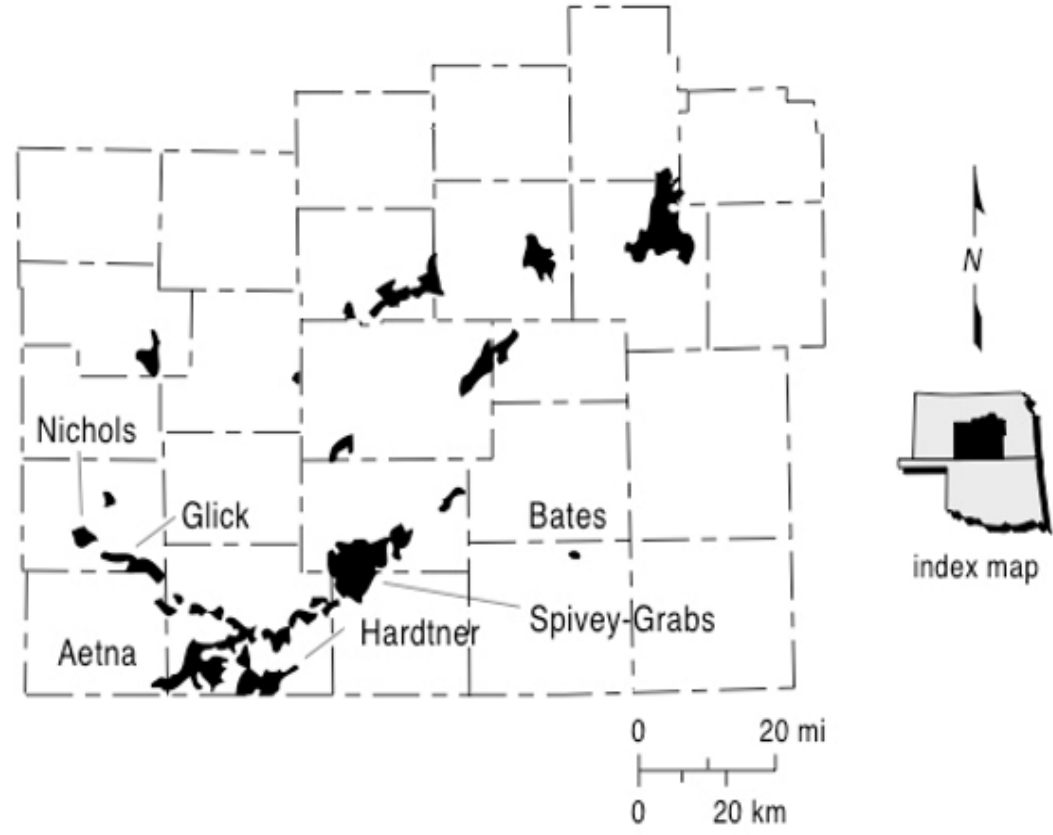 N
Nichols
Glick
Bates
index map
Aetna
Hardtner
Spivey-Grabs
0 20 mi
0 20 km